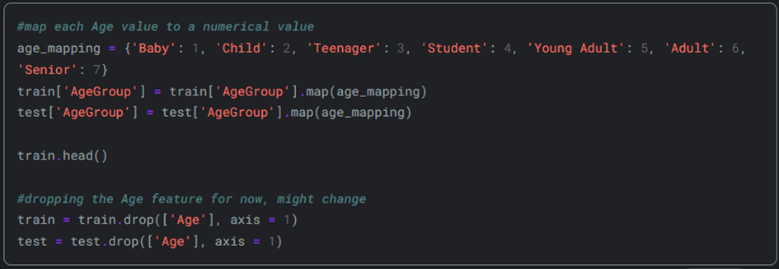 #map each Age value to a numerical value
age_mapping = {'Baby': 1, 'Child': 2, 'Teenager': 3, 'Student': 4, 'Young Adult': 5, 'Adult': 6,
'Senior': 7}
train['AgeGroup'] = train['AgeGroup'].map(age_mapping)
test['AgeGroup'] = test['AgeGroup'].map(age_mapping)

train.head()

#dropping the Age feature for now, might change
train = train.drop(['Age'], axis = 1)
test = test.drop(['Age'], axis = 1)